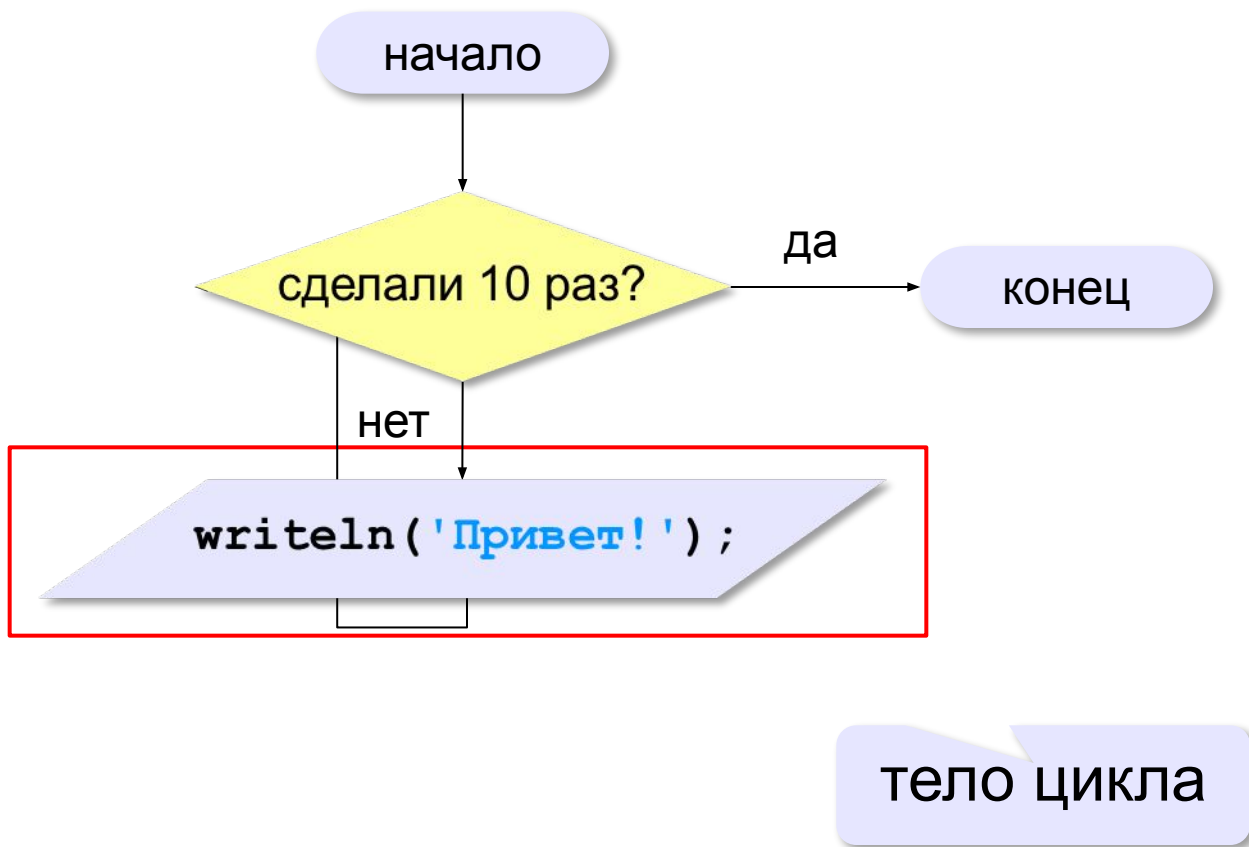 начало
сделали 10 раз?
да
конец
нет
writeln('Привет!');
тело цикла